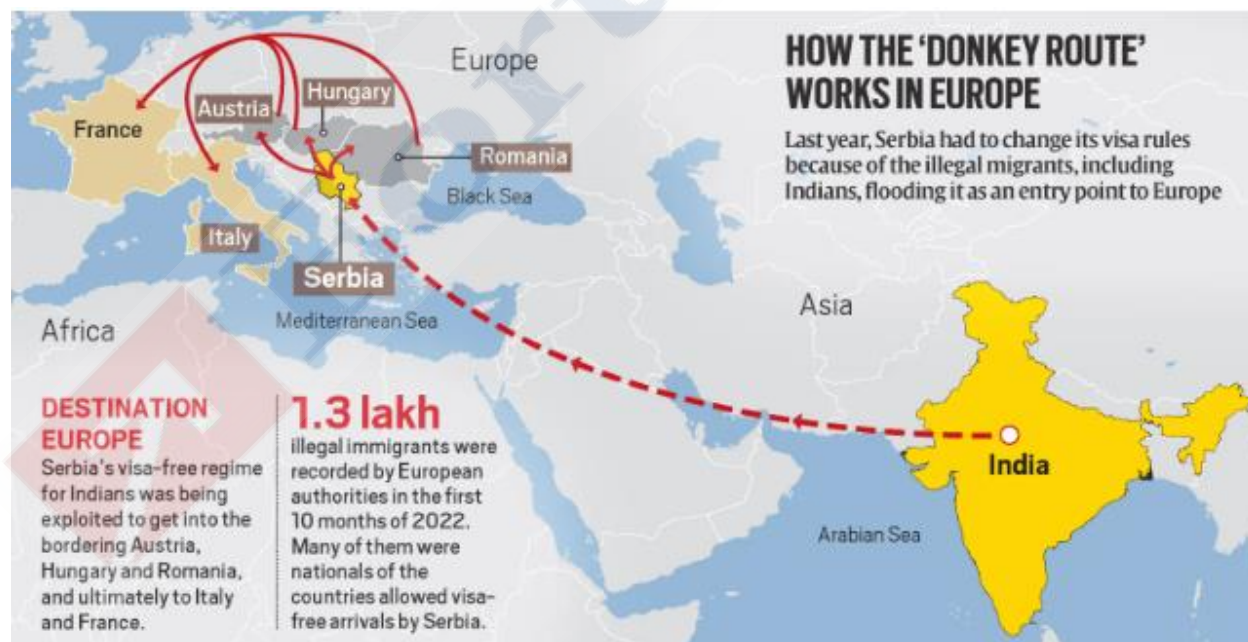 HOW THE ‘DONKEY ROUTE’
WORKS IN EUROPE
Last year, Serbia had to change its visa rules
because of the illegal migrants, including
Indians, flooding it as an entry point to Europe
Europe
Hungary
Austria
France
Romania
Black Sea
Italy
Serbia
Mediterranean Sea
Africa
Asia
India
Arabian Sea
DESTINATION
EUROPE
Serbia’s visa-free regime
for Indians was being
exploited to get into the
bordering Austria,
Hungary and Romania,
and ultimately to Italy
and France.
1.3 lakh
illegal immigrants were
recorded by European
authorities in the first
10 months of 2022.
Many of them were
nationals of the
countries allowed visa-
free arrivals by Serbia.